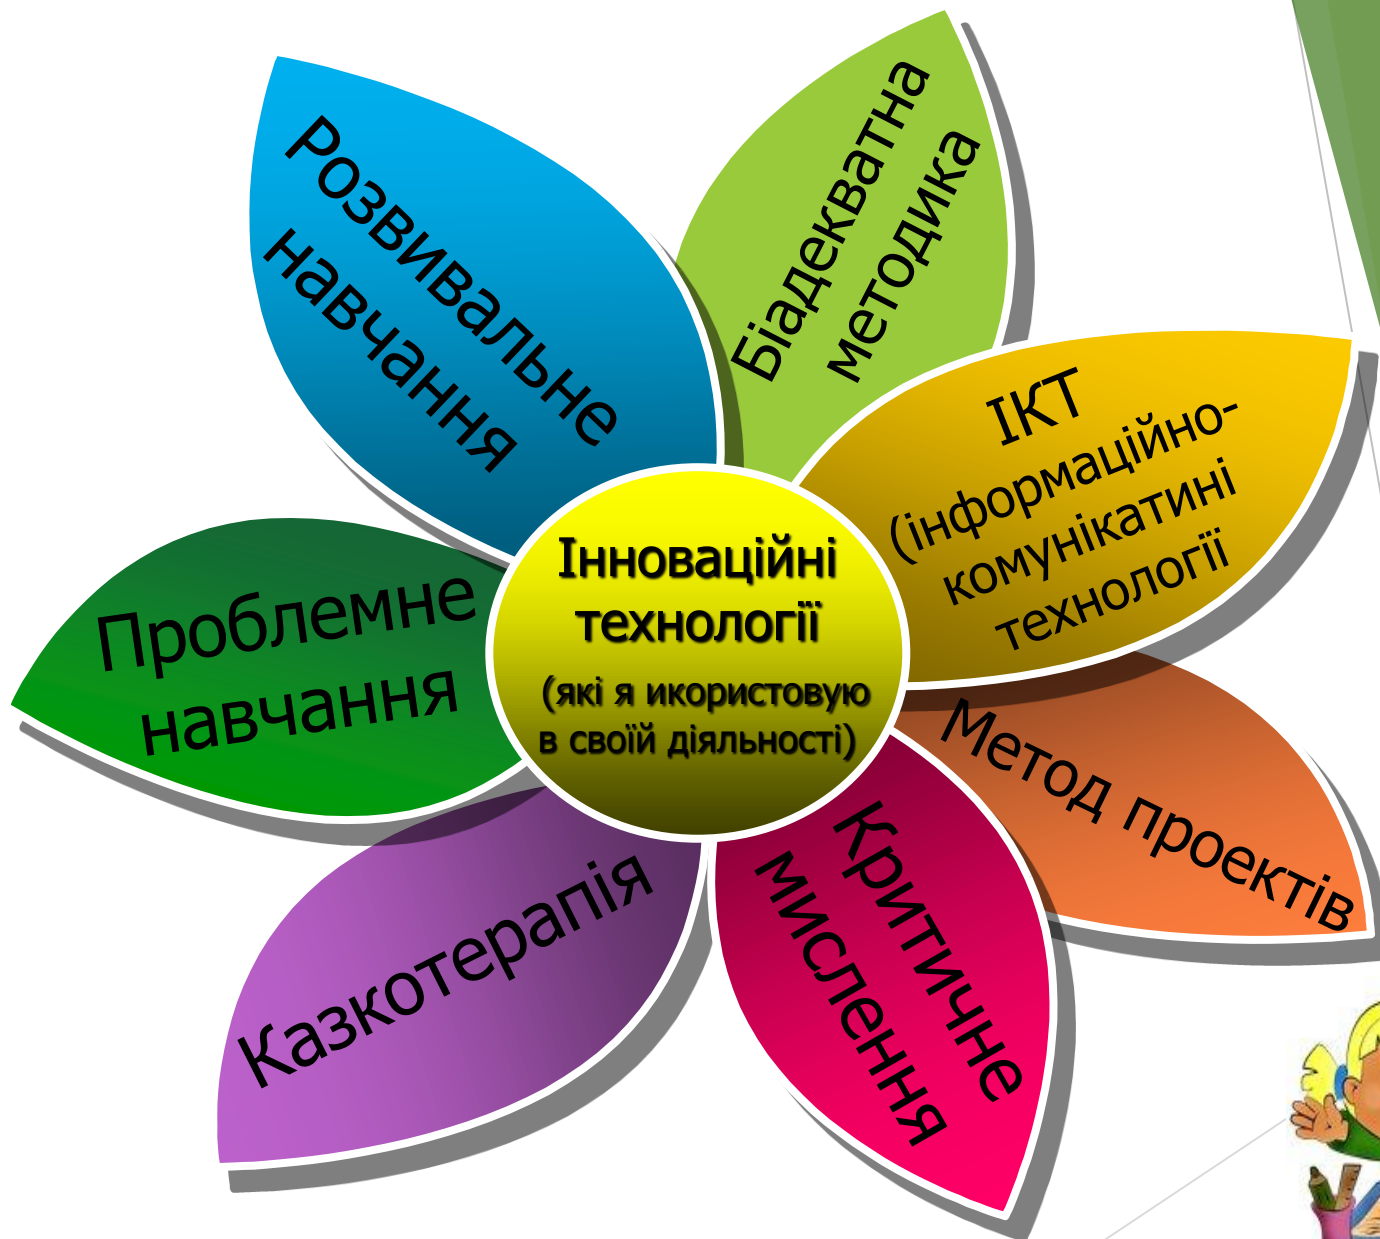 Розвивальне
навчання
Біадекватна
методика
ІКТ
(інформаційно-
комунікатині
технології
Інноваційні
технології
(які я икористовую
в своїй діяльності)
Проблемне
навчання
Метод проектів
Критичне
мислення
Казкотерапія